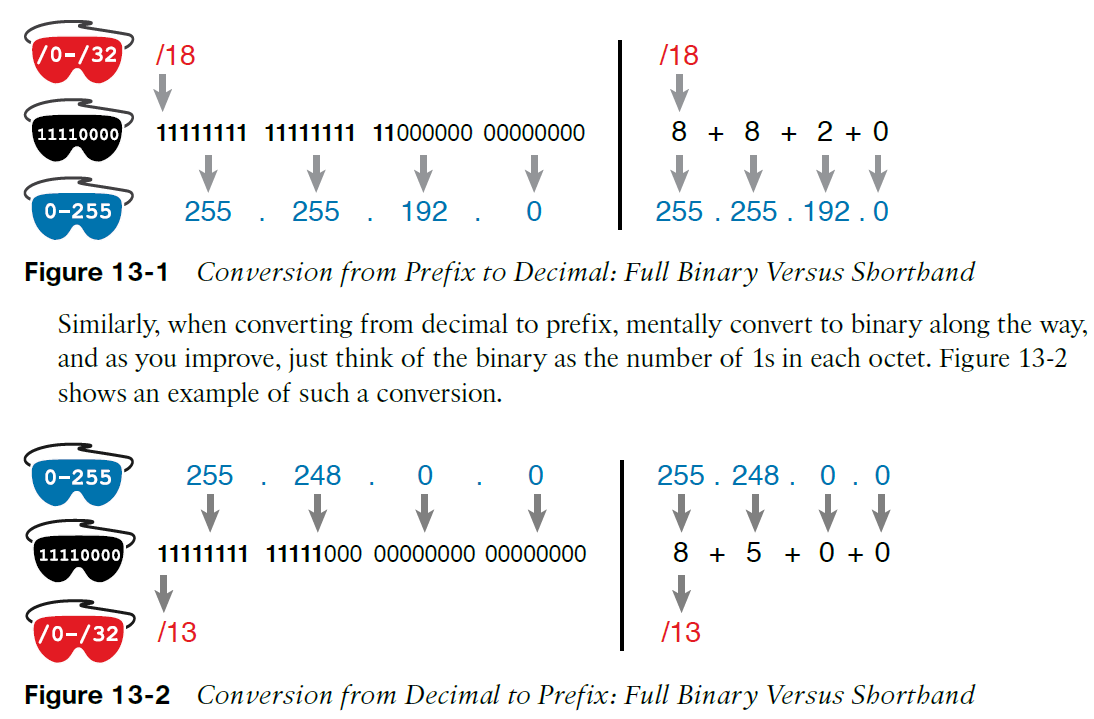 /0–/32 /18 /18
11110000 11111111 11111111 11000000 00000000 8 + 8 + 2 + 0
0–255 255 . 255 . 192 . 0 255 . 255 . 192 . 0
Figure 13-1 Conversion from Prefix to Decimal: Full Binary Versus Shorthand
Similarly, when converting from decimal to prefix, mentally convert to binary along the way,
and as you improve, just think of the binary as the number of 1s in each octet. Figure 13-2
shows an example of such a conversion.
0–255 255 . 248 . 0 . 0 255 . 248 . 0 . 0
11110000 11111111 11111000 00000000 00000000 8 + 5 + 0 + 0
/0–/32 /13 /13
Figure 13-2 Conversion from Decimal to Prefix: Full Binary Versus Shorthand